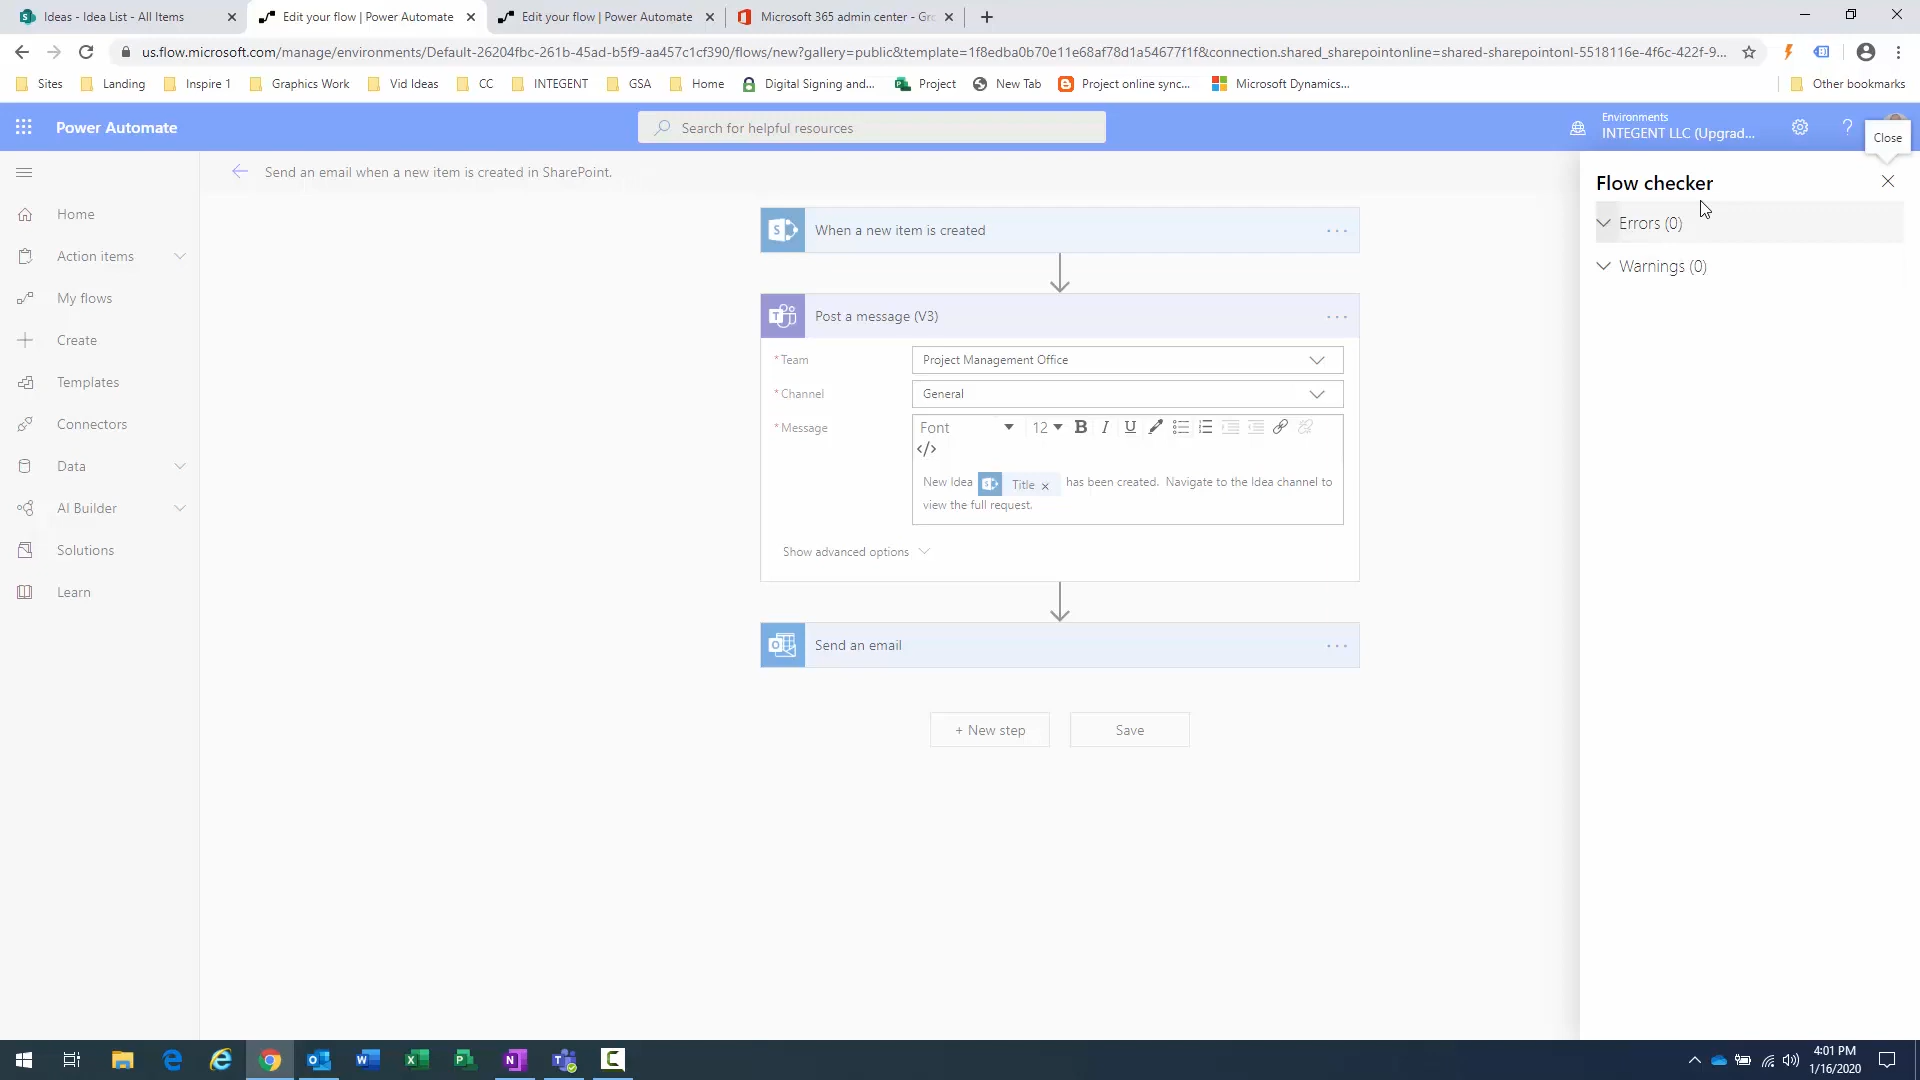 Ideas - Idea List - All Items
Edit your flow | Power Automate
Edit your flow | Power Automate
Microsoft 365 admin center - Gr
us.flow.microsoft.com/manage/environments/Default-26204fbc-261b-45ad-b5f9-aa457c1cf390/flows/new?gallery=public&template=1f8edba0b70e11e68af78d1a54677f1f&connection.shared_sharepointonline=shared-sharepointonl-5518116e-4f6c-422f-9...
Sites
Landing
Inspire 1
Graphics Work
Vid Ideas
CC
INTEGENT
GSA
Home
Digital Signing and...
Project
New Tab
Project online sync...
Microsoft Dynamics...
Other bookmarks
Power Automate
Search for helpful resources
Environments
INTEGENT LLC (Upgrad...
?
Close
Send an email when a new item is created in SharePoint.
Home
Action items
My flows
Create
Templates
Connectors
Data
AI Builder
Solutions
Learn
When a new item is created
Post a message (V3)
* Team
Project Management Office
* Channel
General
* Message
Font
12
B I U
</>
New Idea Title × has been created. Navigate to the Idea channel to
view the full request.
Show advanced options
Send an email
+ New step
Save
Flow checker
Errors (0)
Warnings (0)
4:01 PM
1/16/2020